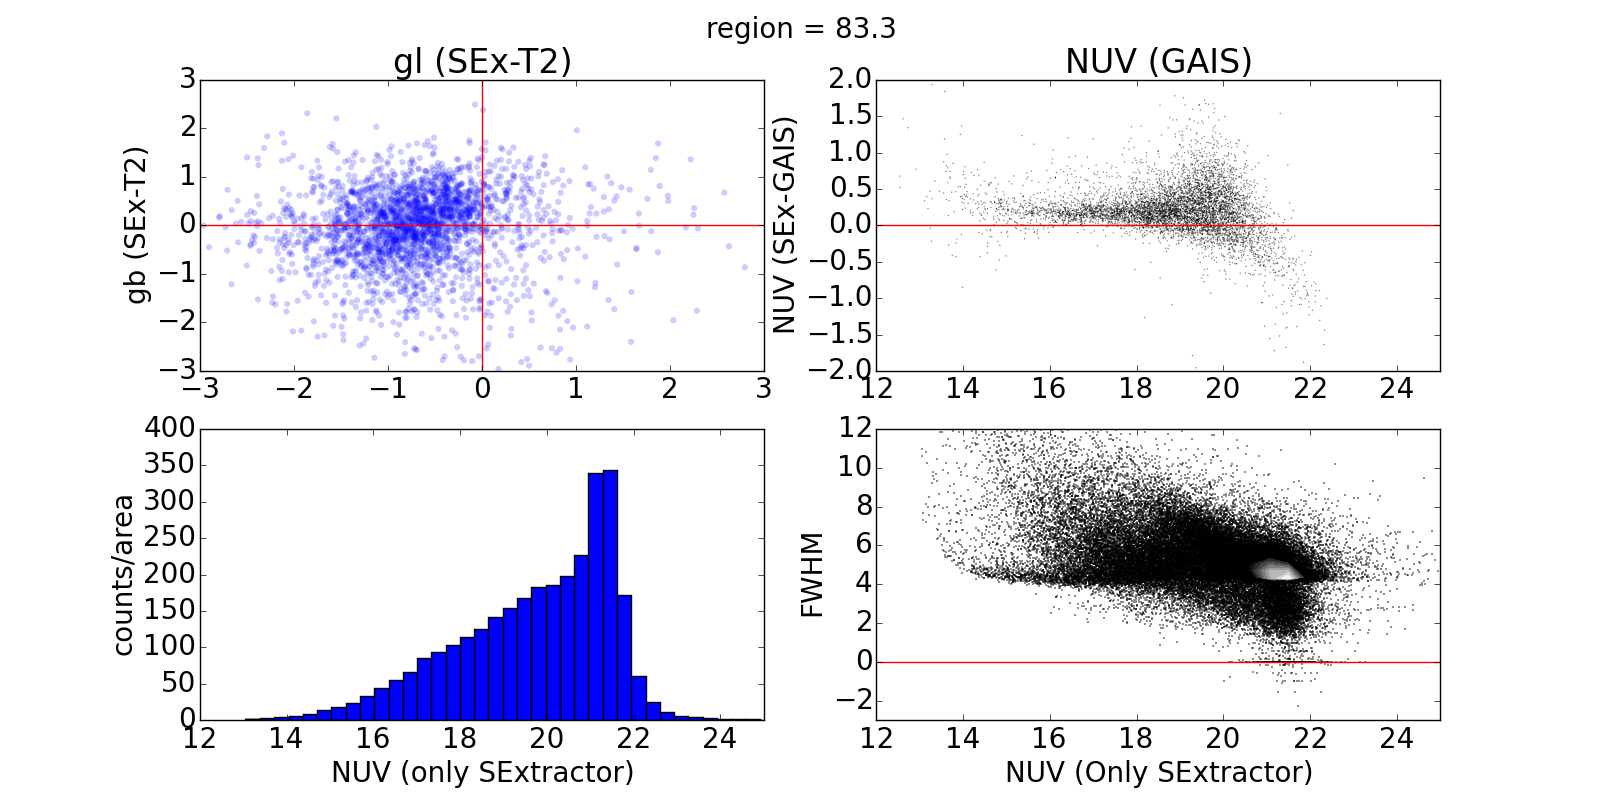 region = 83.3
gl (SEx-T2)
NUV (GAIS)
gb (SEx-T2)
3
2
1
0
−1
−2
−3
−3 −2 −1 0 1 2 3
NUV (SEx-GAIS)
2.0
1.5
1.0
0.5
0.0
−0.5
−1.0
−1.5
−2.0
12 14 16 18 20 22 24
counts/area
400
350
300
250
200
150
100
50
0
12 14 16 18 20 22 24
NUV (only SExtractor)
FWHM
12
10
8
6
4
2
0
−2
12 14 16 18 20 22 24
NUV (Only SExtractor)